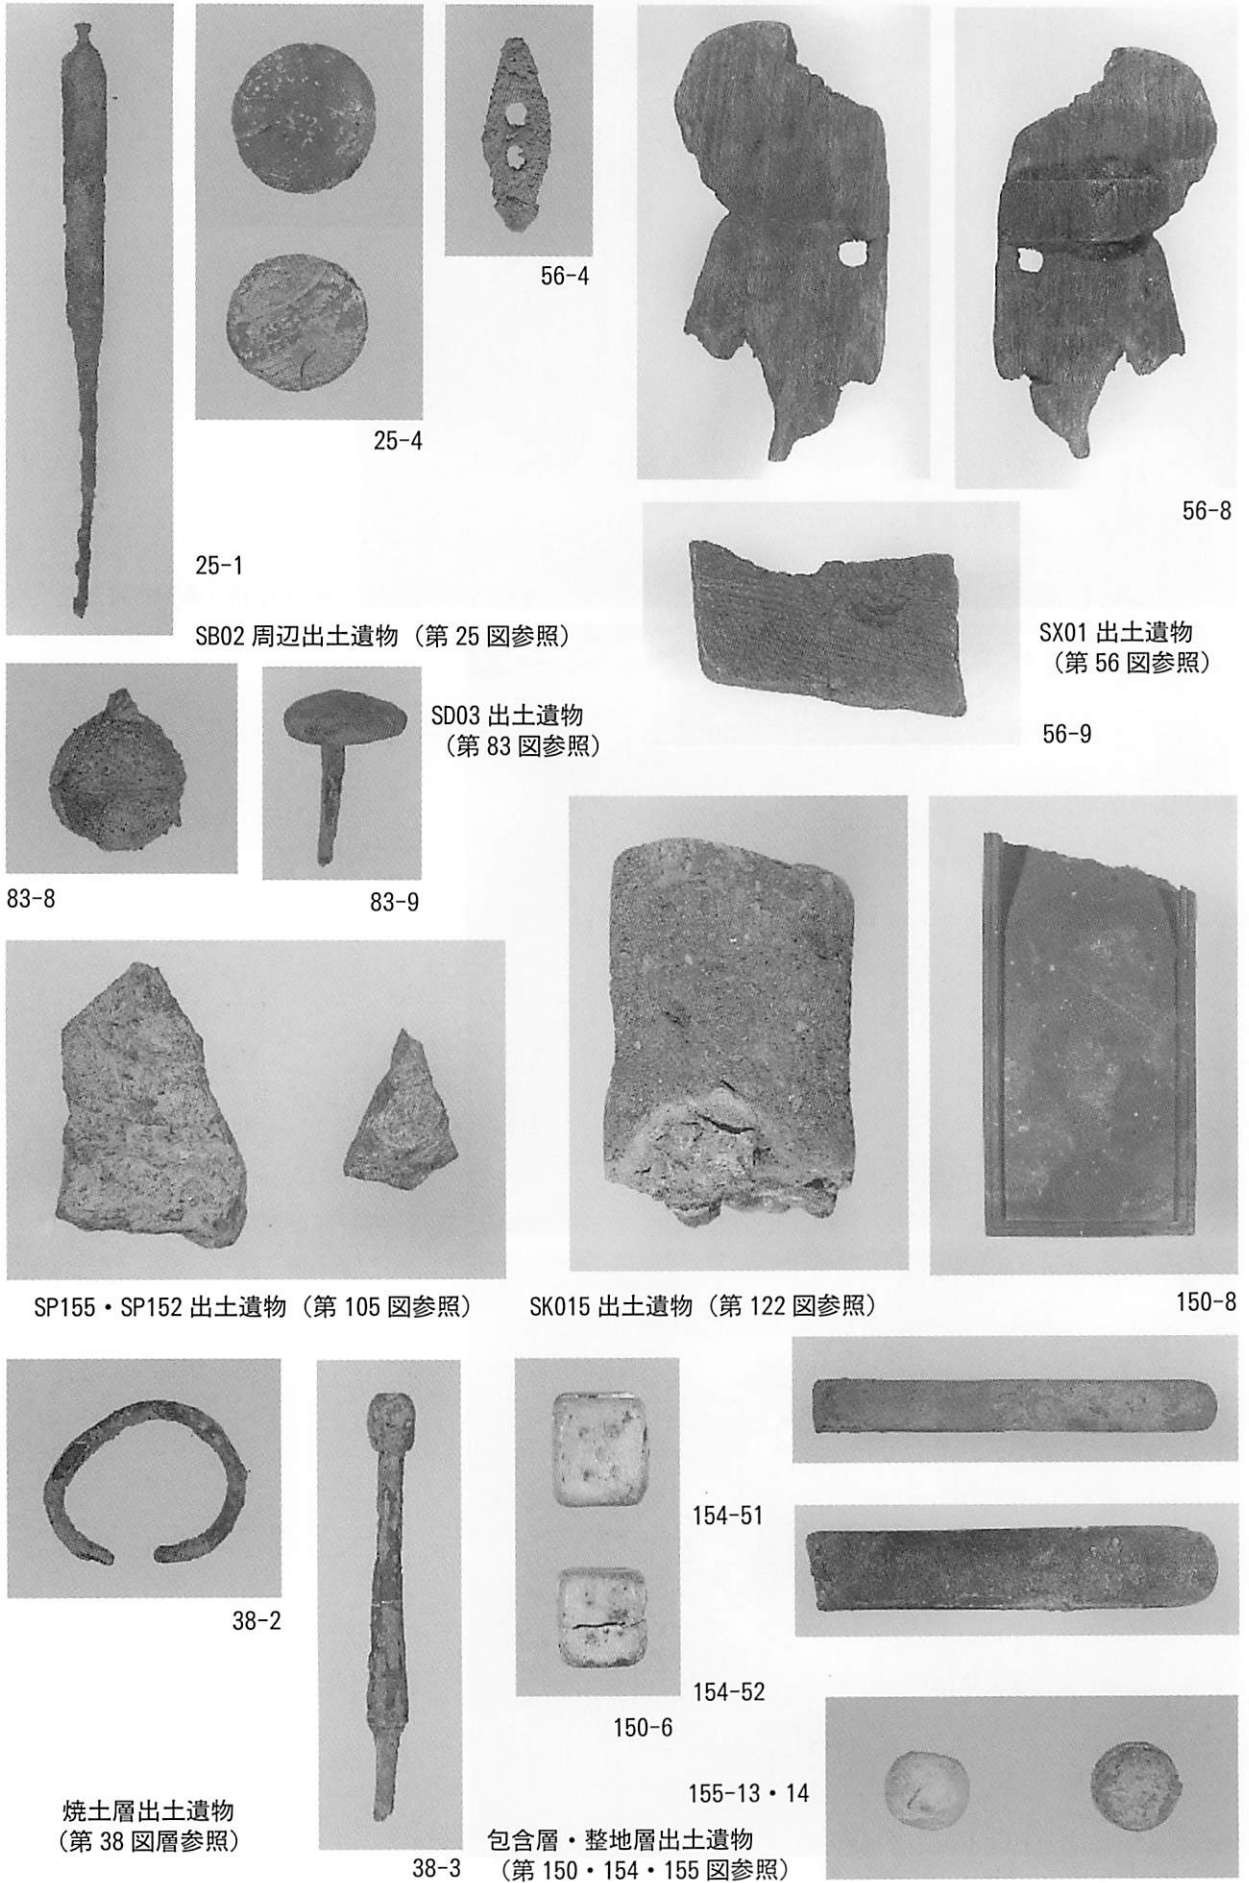 56-4
25-4
25-1
SB02 周辺出土遺物（第 25 図参照）
56-8
SX01 出土遺物
（第 56 図参照）
56-9
SD03 出土遺物
（第 83 図参照）
83-8
83-9
SP155・SP152 出土遺物（第 105 図参照）
SK015 出土遺物（第 122 図参照）
150-8
38-2
154-51
154-52
150-6
155-13・14
焼土層出土遺物
（第 38 図層参照）
38-3
包含層・整地層出土遺物
（第 150・154・155 図参照）